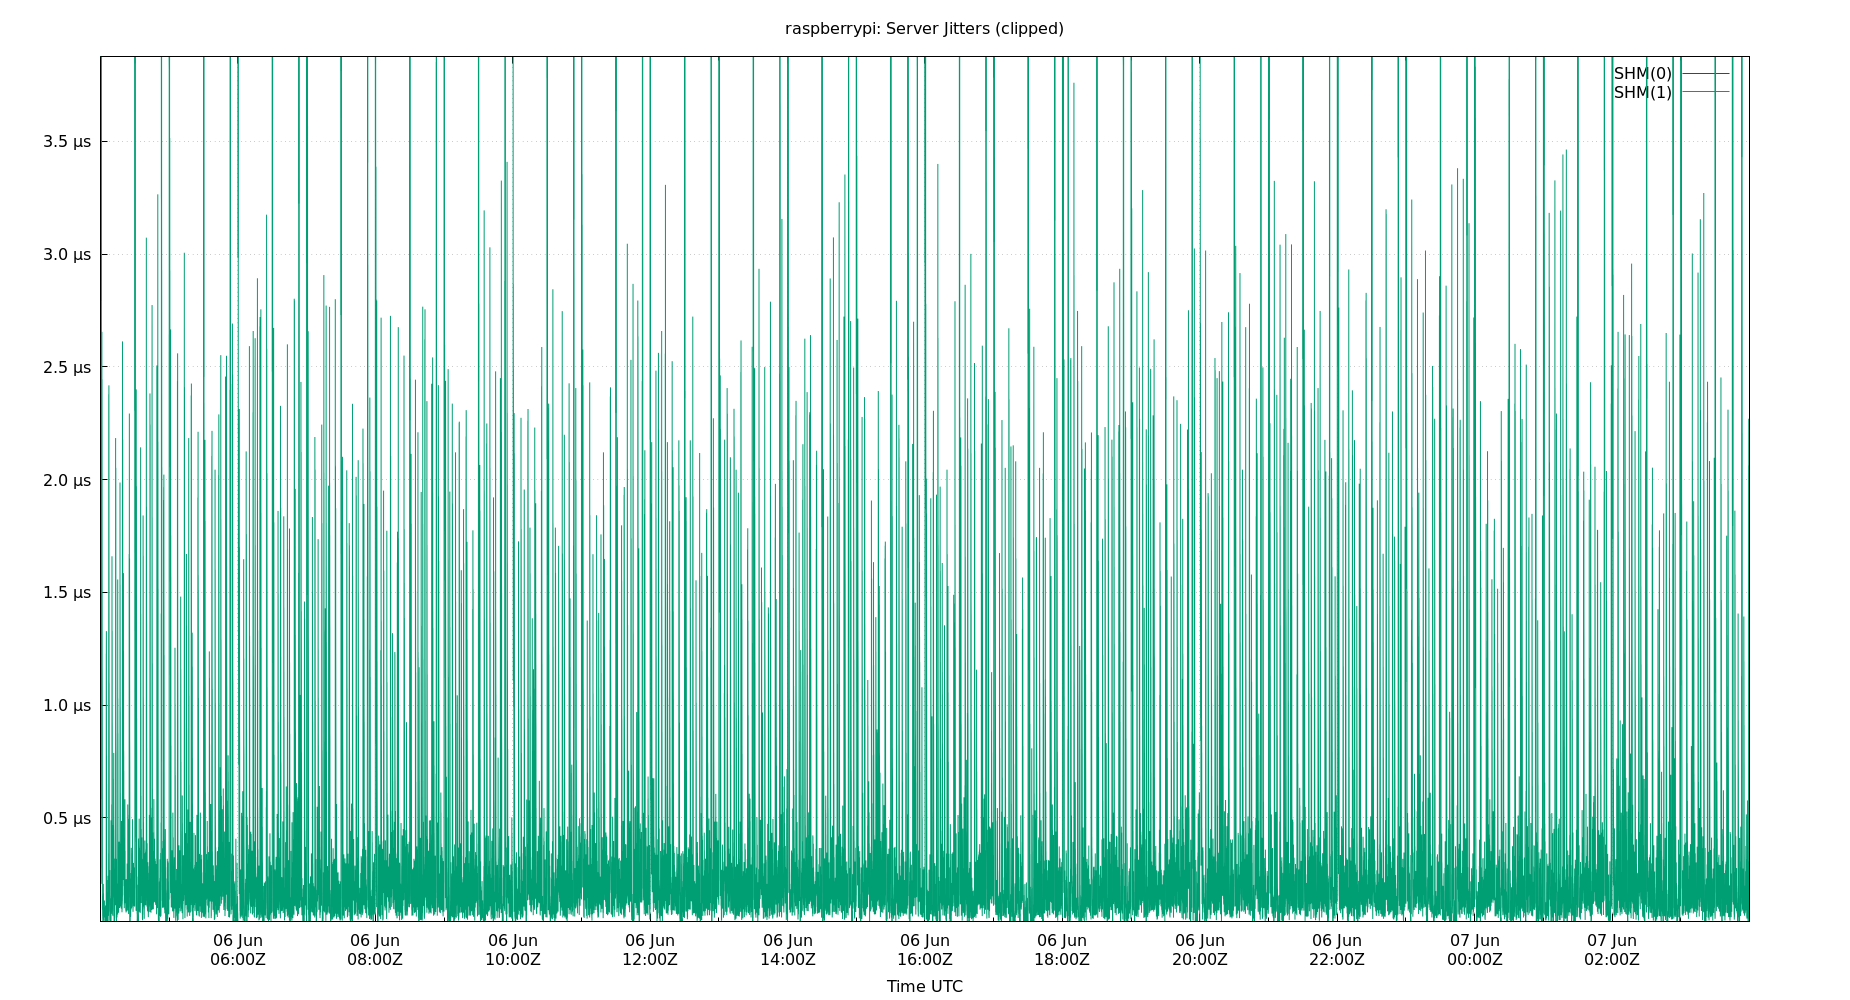 raspberrypi: Server Jitters (clipped)
SHM(0)
SHM(1)
3.5 µs
3.0 µs
2.5 µs
2.0 µs
1.5 µs
1.0 µs
0.5 µs
06 Jun 06 Jun 06 Jun 06 Jun 06 Jun 06 Jun 06 Jun 06 Jun 06 Jun 07 Jun 07 Jun
06:00Z 08:00Z 10:00Z 12:00Z 14:00Z 16:00Z 18:00Z 20:00Z 22:00Z 00:00Z 02:00Z
Time UTC